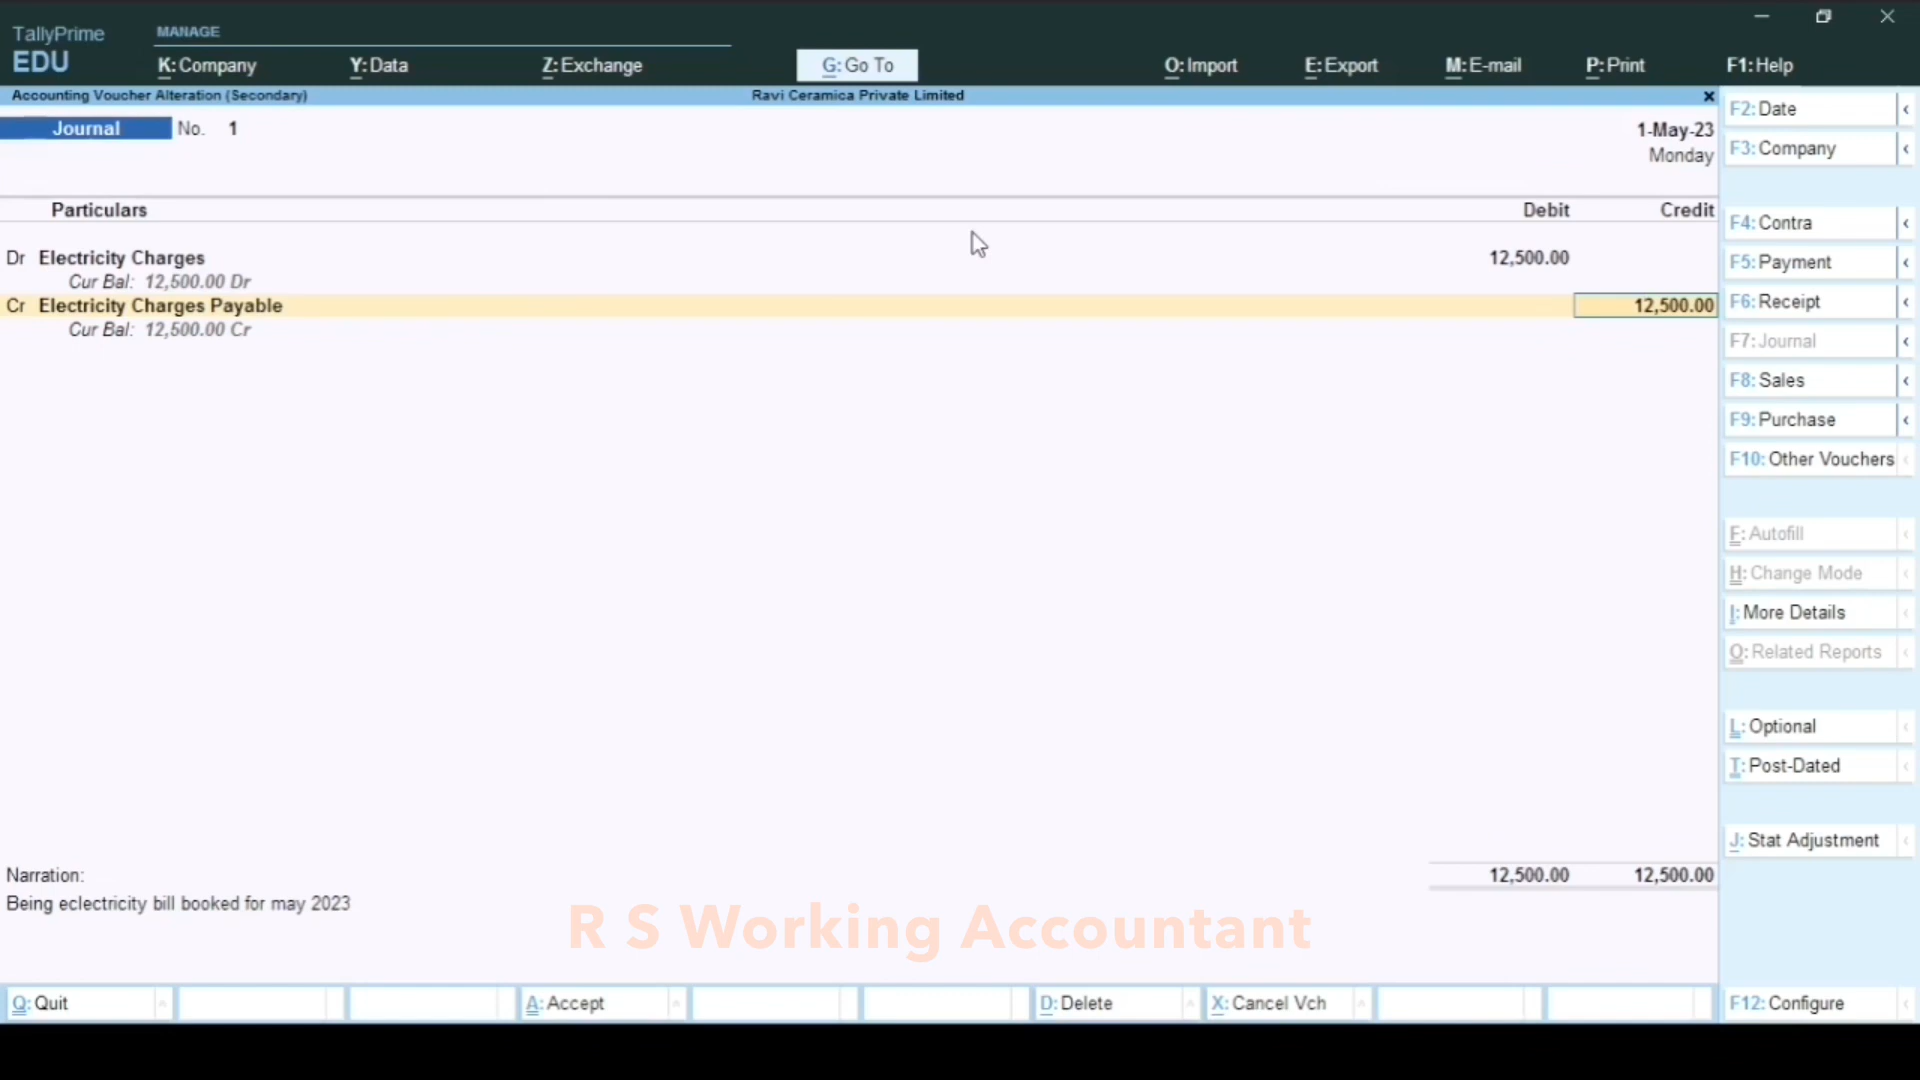 TallyPrime
EDU
MANAGE
K: Company
Y: Data
Z: Exchange
G: Go To
O: Import
E: Export
M: E-mail
P: Print
F1: Help
Accounting Voucher Alteration (Secondary)
Ravi Ceramica Private Limited
Journal No. 1
1-May-23
Monday
Particulars Debit Credit
Dr Electricity Charges 12,500.00
Cur Bal: 12,500.00 Dr
Cr Electricity Charges Payable 12,500.00
Cur Bal: 12,500.00 Cr
Narration: 12,500.00 12,500.00
Being eclectricity bill booked for may 2023
R S Working Accountant
Q: Quit
A: Accept
D: Delete
X: Cancel Vch
F2: Date
F3: Company
F4: Contra
F5: Payment
F6: Receipt
F7: Journal
F8: Sales
F9: Purchase
F10: Other Vouchers
F: Autofill
H: Change Mode
I: More Details
O: Related Reports
L: Optional
T: Post-Dated
J: Stat Adjustment
F12: Configure